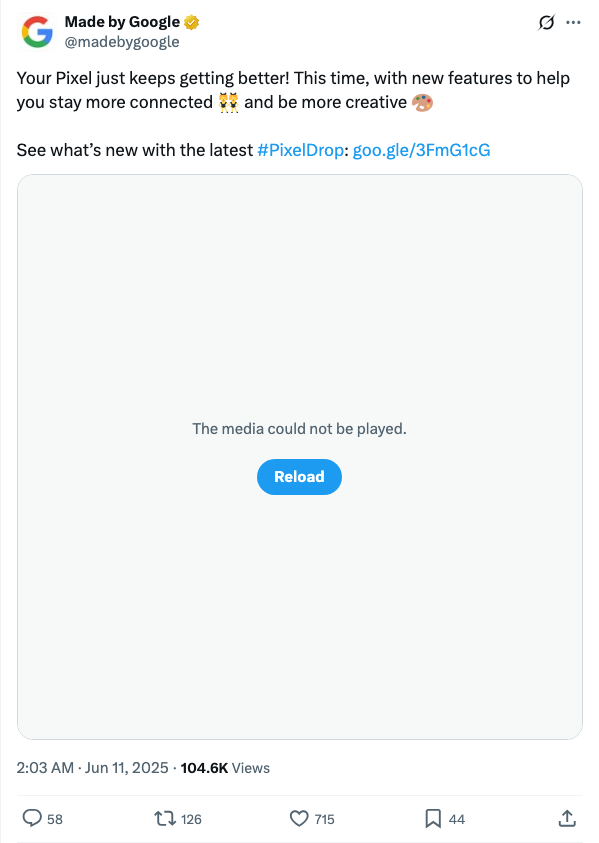 Made by Google
@madebygoogle
Your Pixel just keeps getting better! This time, with new features to help
you stay more connected 👯 and be more creative 🎨
See what’s new with the latest #PixelDrop: goo.gle/3FmG1cG
The media could not be played.
Reload
2:03 AM · Jun 11, 2025 · 104.6K Views
58 126 715 44